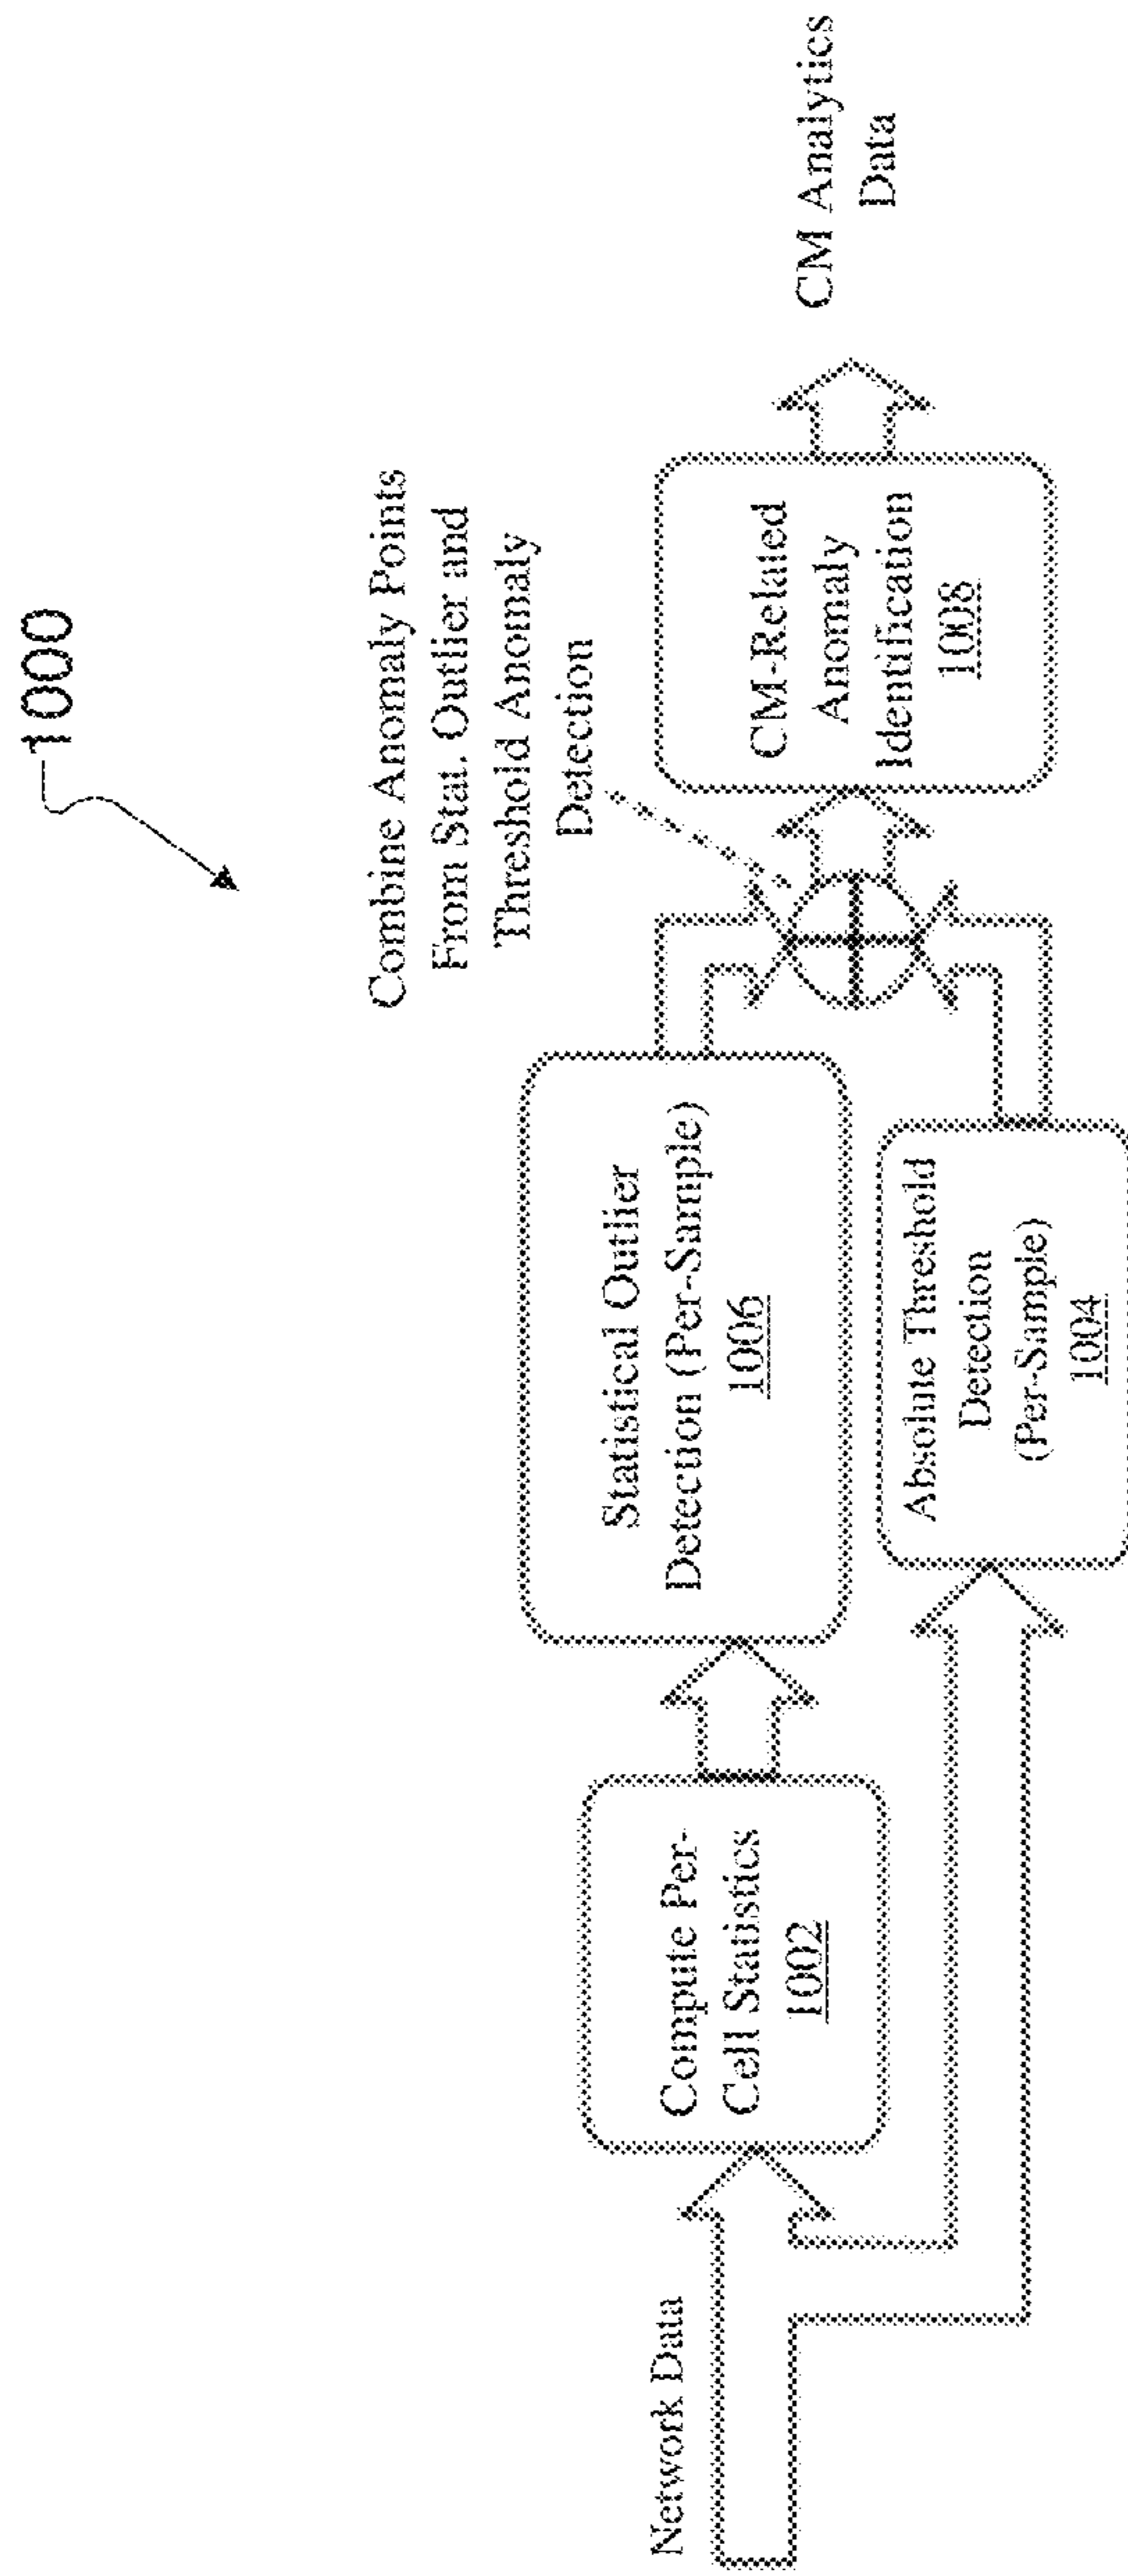 1000
Combine Anomaly Points
From Stat. Outlier and
Threshold Anomaly
Detection
Network Data
Compute Per-
Cell Statistics
1002
Statistical Outlier
Detection (Per-Sample)
1006
Absolute Threshold
Detection
(Per-Sample)
1004
CM-Related
Anomaly
Identification
1008
CM Analytics
Data